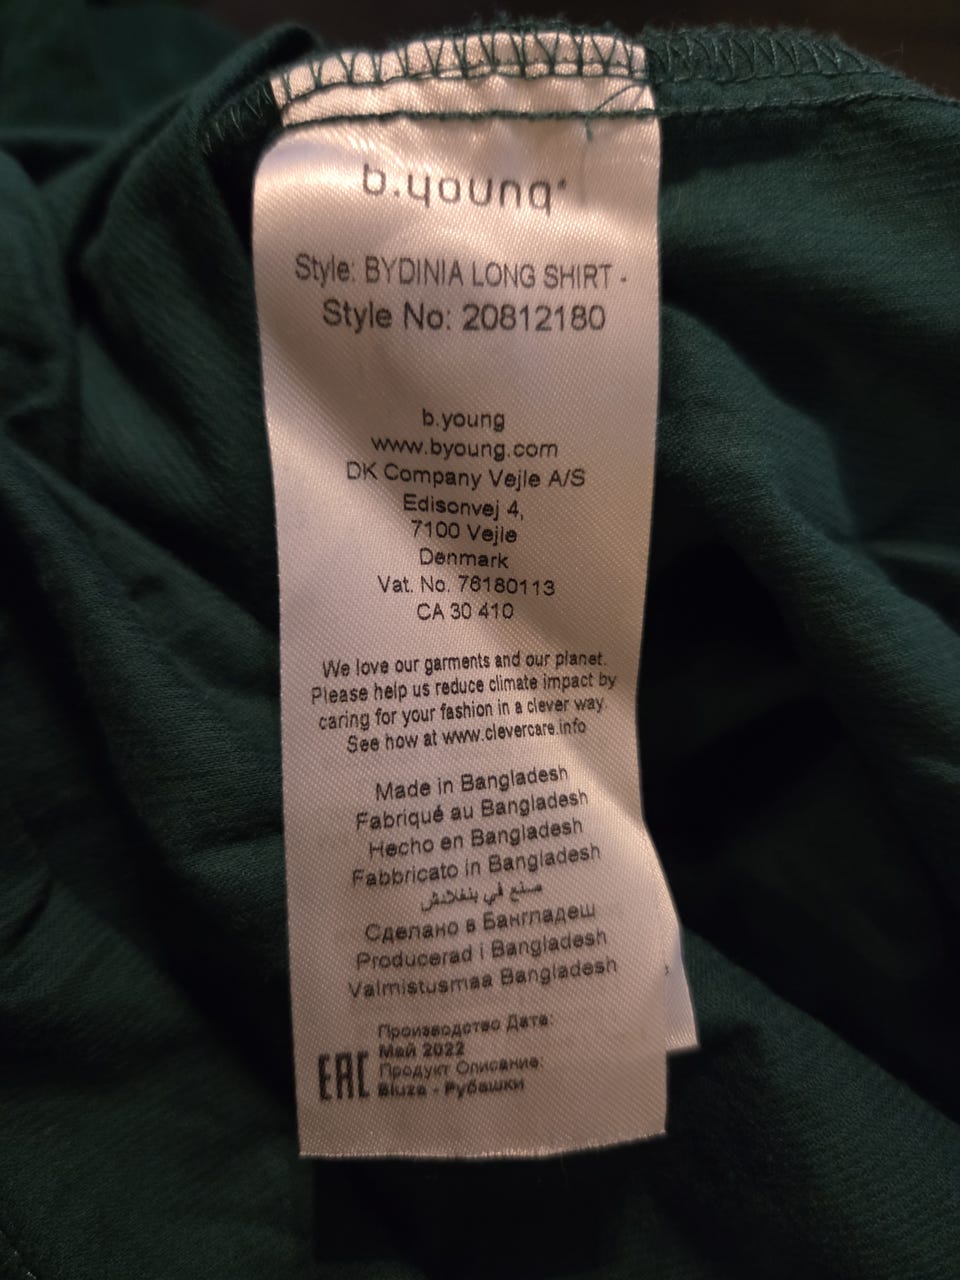 b.young®
Style: BYDINIA LONG SHIRT -
Style No: 20812180
b.young
www.byoung.com
DK Company Vejle A/S
Edisonvej 4,
7100 Vejle
Denmark
Vat. No. 76180113
CA 30 410
We love our garments and our planet.
Please help us reduce climate impact by
caring for your fashion in a clever way.
See how at www.clevercare.info
Made in Bangladesh
Fabriqué au Bangladesh
Hecho en Bangladesh
Fabbricato in Bangladesh
صنع في بنغلادش
Сделано в Бангладеш
Producerad i Bangladesh
Valmistusmaa Bangladesh
Производство Дата:
Май 2022
EAC Продукт Описание:
Bluza - Рубашки